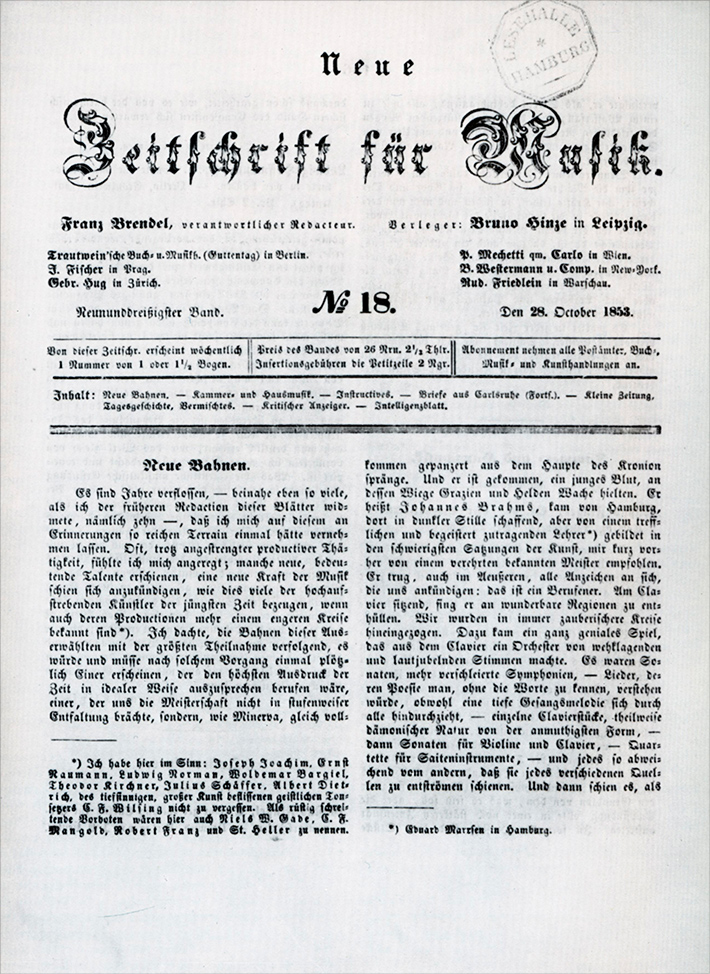 LESEHALLE
*
HAMBURG
Neue
Zeitschrift für Musik.
Franz Brendel, verantwortlicher Redacteur.
Verleger: Bruno Hinze in Leipzig.
Trautwein'sche Buch- u. Musikh. (Guttentag) in Berlin.
J. Fischer in Prag.
Gebr. Hug in Zürich.
P. Mechetti qm. Carlo in Wien.
B. Westermann u. Comp. in New-York.
Rud. Friedlein in Warschau.
Neununddreißigster Band.
No 18.
Den 28. October 1853.
Von dieser Zeitschr. erscheint wöchentlich
1 Nummer von 1 oder 1 1/2 Bogen.
Preis des Bandes von 26 Nrn. 2 1/3 Thlr.
Insertionsgebühren die Petitzeile 2 Ngr.
Abonnement nehmen alle Postämter, Buch-,
Musik- und Kunsthandlungen an.
Inhalt: Neue Bahnen. — Kammer- und Hausmusik. — Instructives. — Briefe aus Carlsruhe (Forts.). — Kleine Zeitung,
Tagesgeschichte, Vermischtes. — Kritischer Anzeiger. — Intelligenzblatt.
Neue Bahnen.
Es sind Jahre verflossen, — beinahe eben so viele,
als ich der früheren Redaction dieser Blätter wid-
mete, nämlich zehn —, daß ich mich auf diesem an
Erinnerungen so reichen Terrain einmal hätte verneh-
men lassen. Oft, trotz angestrengter productiver Thä-
tigkeit, fühlte ich mich angeregt; manche neue, bedeu-
tende Talente erschienen, eine neue Kraft der Musik
schien sich anzukündigen, wie dies viele der hochauf-
strebenden Künstler der jüngsten Zeit bezeugen, wenn
auch deren Productionen mehr einem engeren Kreise
bekannt sind*). Ich dachte, die Bahnen dieser Aus-
erwählten mit der größten Theilnahme verfolgend, es
würde und müsse nach solchem Vorgang einmal plötz-
lich Einer erscheinen, der den höchsten Ausdruck der
Zeit in idealer Weise auszusprechen berufen wäre,
einer, der uns die Meisterschaft nicht in stufenweiser
Entfaltung brächte, sondern, wie Minerva, gleich voll-
*) Ich habe hier im Sinn: Joseph Joachim, Ernst
Naumann, Ludwig Norman, Woldemar Bargiel,
Theodor Kirchner, Julius Schäffer, Albert Diet-
rich, des tiefsinnigen, großer Kunst beflissenen geistlichen Ton-
setzers C. F. Wilsing nicht zu vergessen. Als rüstig schrei-
tende Vorboten wären hier auch Niels W. Gade, C. F.
Mangold, Robert Franz und St. Heller zu nennen.
kommen gepanzert aus dem Haupte des Kronion
spränge. Und er ist gekommen, ein junges Blut, an
dessen Wiege Grazien und Helden Wache hielten. Er
heißt Johannes Brahms, kam von Hamburg,
dort in dunkler Stille schaffend, aber von einem treff-
lichen und begeistert zutragenden Lehrer*) gebildet in
den schwierigsten Satzungen der Kunst, mir kurz vor-
her von einem verehrten bekannten Meister empfohlen.
Er trug, auch im Aeußeren, alle Anzeichen an sich,
die uns ankündigen: das ist ein Berufener. Am Cla-
vier sitzend, fing er an wunderbare Regionen zu ent-
hüllen. Wir wurden in immer zauberischere Kreise
hineingezogen. Dazu kam ein ganz geniales Spiel,
das aus dem Clavier ein Orchester von wehklagenden
und lautjubelnden Stimmen machte. Es waren So-
naten, mehr verschleierte Symphonien, — Lieder, de-
ren Poesie man, ohne die Worte zu kennen, verstehen
würde, obwohl eine tiefe Gesangsmelodie sich durch
alle hindurchzieht, — einzelne Clavierstücke, theilweise
dämonischer Natur von der anmuthigsten Form, —
dann Sonaten für Violine und Clavier, — Quar-
tette für Saiteninstrumente, — und jedes so abwei-
chend vom andern, daß sie jedes verschiedenen Quel-
len zu entströmen schienen. Und dann schien es, als
*) Eduard Marxsen in Hamburg.